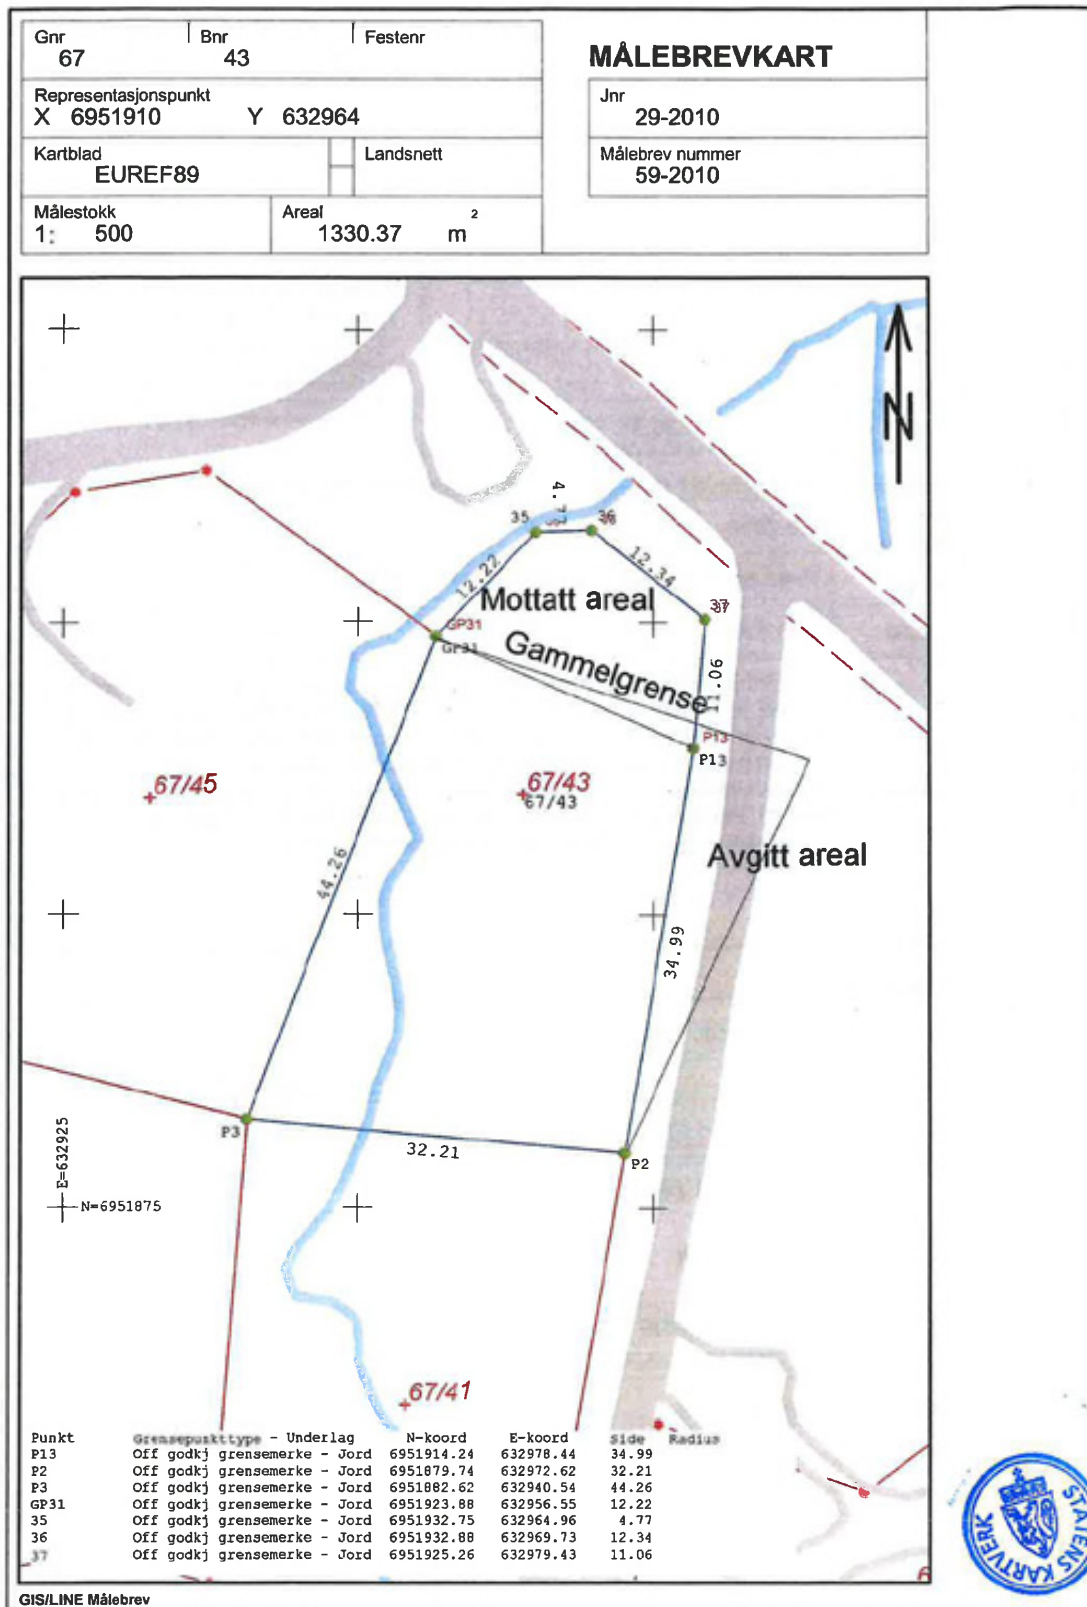 Gnr Bnr Festenr
67 43
MÅLEBREVKART
Representasjonspunkt
X 6951910 Y 632964
Jnr
29-2010
Kartblad Landsnett
EUREF89
Målebrev nummer
59-2010
Målestokk Areal 2
1: 500 1330.37 m
N
35 4.77 36
12.22 12.34
Mottatt areal
37
GP31
GP31
Gammelgrense
11.06
P13
P13
67/45
67/43
67/43
Avgitt areal
44.26
34.99
P3
32.21
P2
E=632925
N=6951875
67/41
Punkt Grensepunkttype - Underlag N-koord E-koord Side Radius
P13 Off godkj grensemerke - Jord 6951914.24 632978.44 34.99
P2 Off godkj grensemerke - Jord 6951879.74 632972.62 32.21
P3 Off godkj grensemerke - Jord 6951882.62 632940.54 44.26
GP31 Off godkj grensemerke - Jord 6951923.88 632956.55 12.22
35 Off godkj grensemerke - Jord 6951932.75 632964.96 4.77
36 Off godkj grensemerke - Jord 6951932.88 632969.73 12.34
37 Off godkj grensemerke - Jord 6951925.26 632979.43 11.06
STATENS KARTVERK
GIS/LINE Målebrev